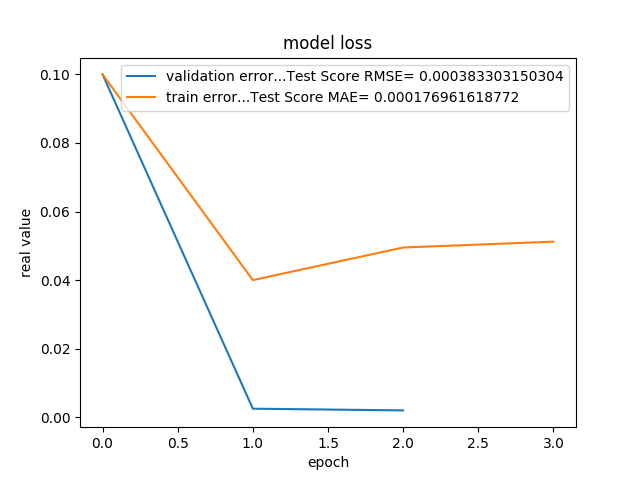 model loss
validation error...Test Score RMSE= 0.000383303150304
train error...Test Score MAE= 0.000176961618772
0.10
0.08
0.06
0.04
0.02
0.00
real value
0.0 0.5 1.0 1.5 2.0 2.5 3.0
epoch